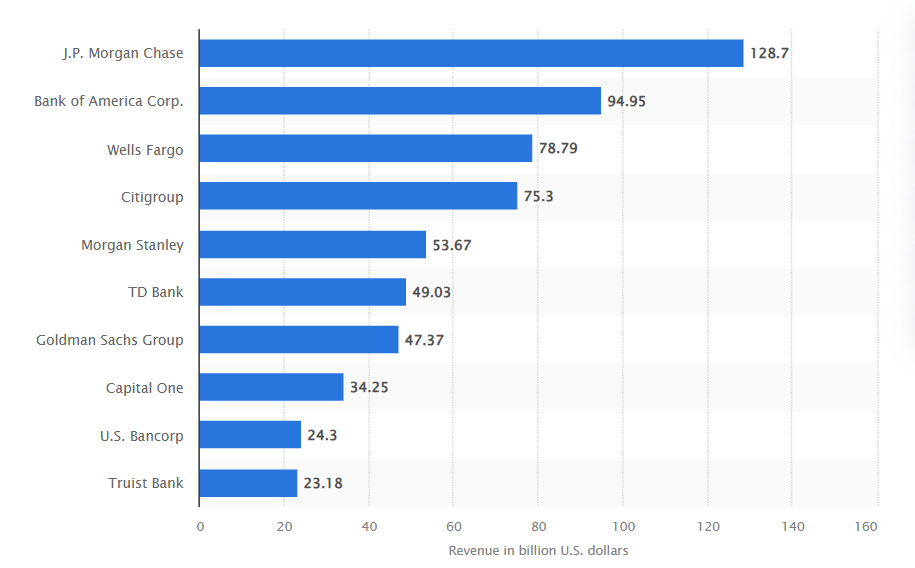 J.P. Morgan Chase 128.7
Bank of America Corp. 94.95
Wells Fargo 78.79
Citigroup 75.3
Morgan Stanley 53.67
TD Bank 49.03
Goldman Sachs Group 47.37
Capital One 34.25
U.S. Bancorp 24.3
Truist Bank 23.18
0 20 40 60 80 100 120 140 160
Revenue in billion U.S. dollars